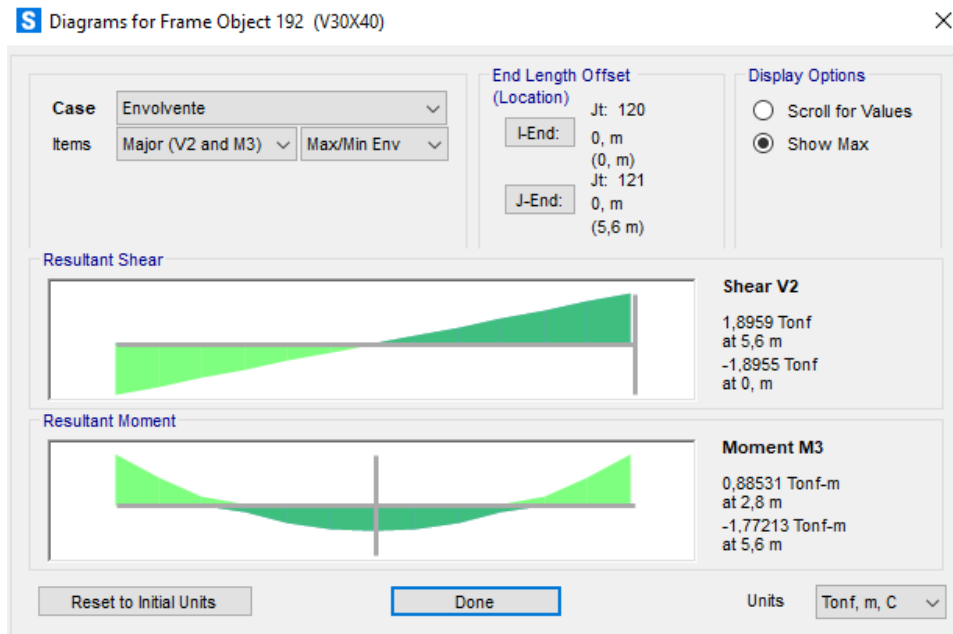 S Diagrams for Frame Object 192 (V30X40)
End Length Offset
(Location)
Display Options
Case Envolvente
Items Major (V2 and M3) Max/Min Env
Jt: 120
I-End:
0, m
(0, m)
Jt: 121
J-End:
0, m
(5,6 m)
Scroll for Values
Show Max
Resultant Shear
Shear V2
1,8959 Tonf
at 5,6 m
-1,8955 Tonf
at 0, m
Resultant Moment
Moment M3
0,88531 Tonf-m
at 2,8 m
-1,77213 Tonf-m
at 5,6 m
Reset to Initial Units
Done
Units Tonf, m, C